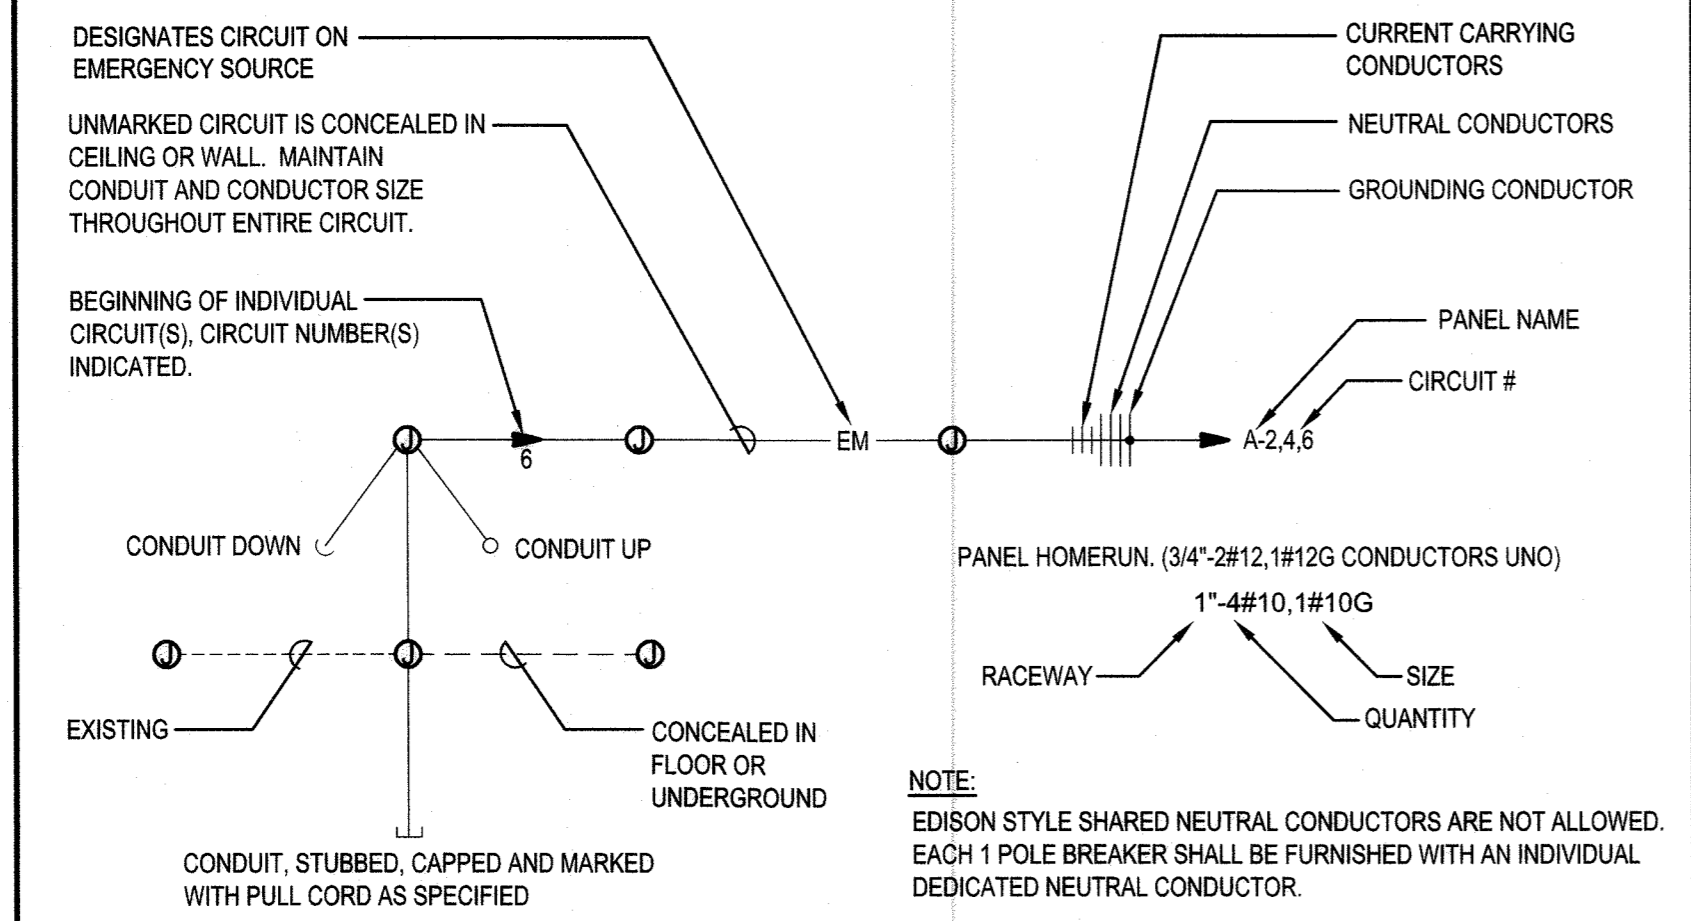 DESIGNATES CIRCUIT ON
EMERGENCY SOURCE
UNMARKED CIRCUIT IS CONCEALED IN
CEILING OR WALL. MAINTAIN
CONDUIT AND CONDUCTOR SIZE
THROUGHOUT ENTIRE CIRCUIT.
BEGINNING OF INDIVIDUAL
CIRCUIT(S), CIRCUIT NUMBER(S)
INDICATED.
CURRENT CARRYING
CONDUCTORS
NEUTRAL CONDUCTORS
GROUNDING CONDUCTOR
PANEL NAME
CIRCUIT #
J
6
J
EM
J
A-2,4,6
CONDUIT DOWN
CONDUIT UP
PANEL HOMERUN. (3/4"-2#12,1#12G CONDUCTORS UNO)
1"-4#10,1#10G
RACEWAY
SIZE
QUANTITY
J
J
J
EXISTING
CONCEALED IN
FLOOR OR
UNDERGROUND
CONDUIT, STUBBED, CAPPED AND MARKED
WITH PULL CORD AS SPECIFIED
NOTE:
EDISON STYLE SHARED NEUTRAL CONDUCTORS ARE NOT ALLOWED.
EACH 1 POLE BREAKER SHALL BE FURNISHED WITH AN INDIVIDUAL
DEDICATED NEUTRAL CONDUCTOR.